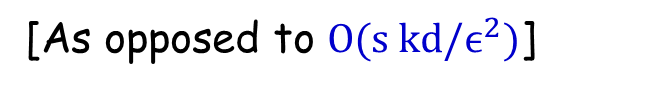 [As opposed to O(s kd/ϵ²)]